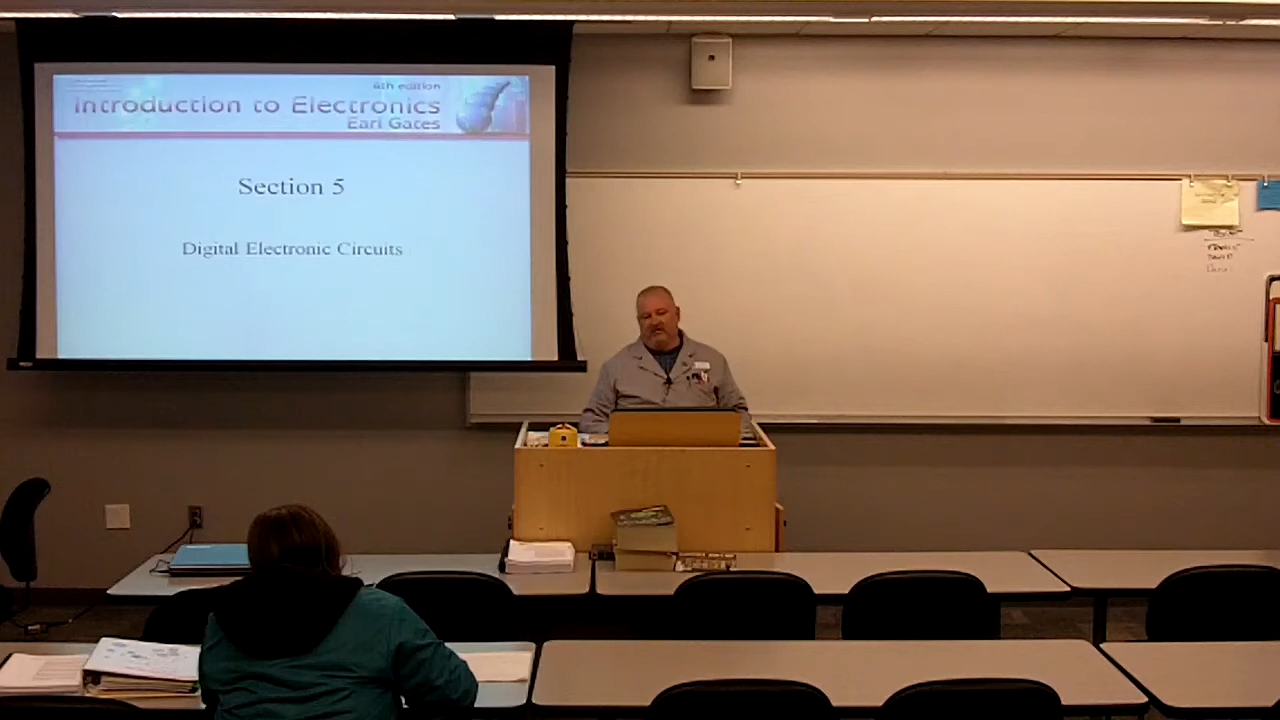 4th edition
Introduction to Electronics
Earl Gates
Section 5
Digital Electronic Circuits